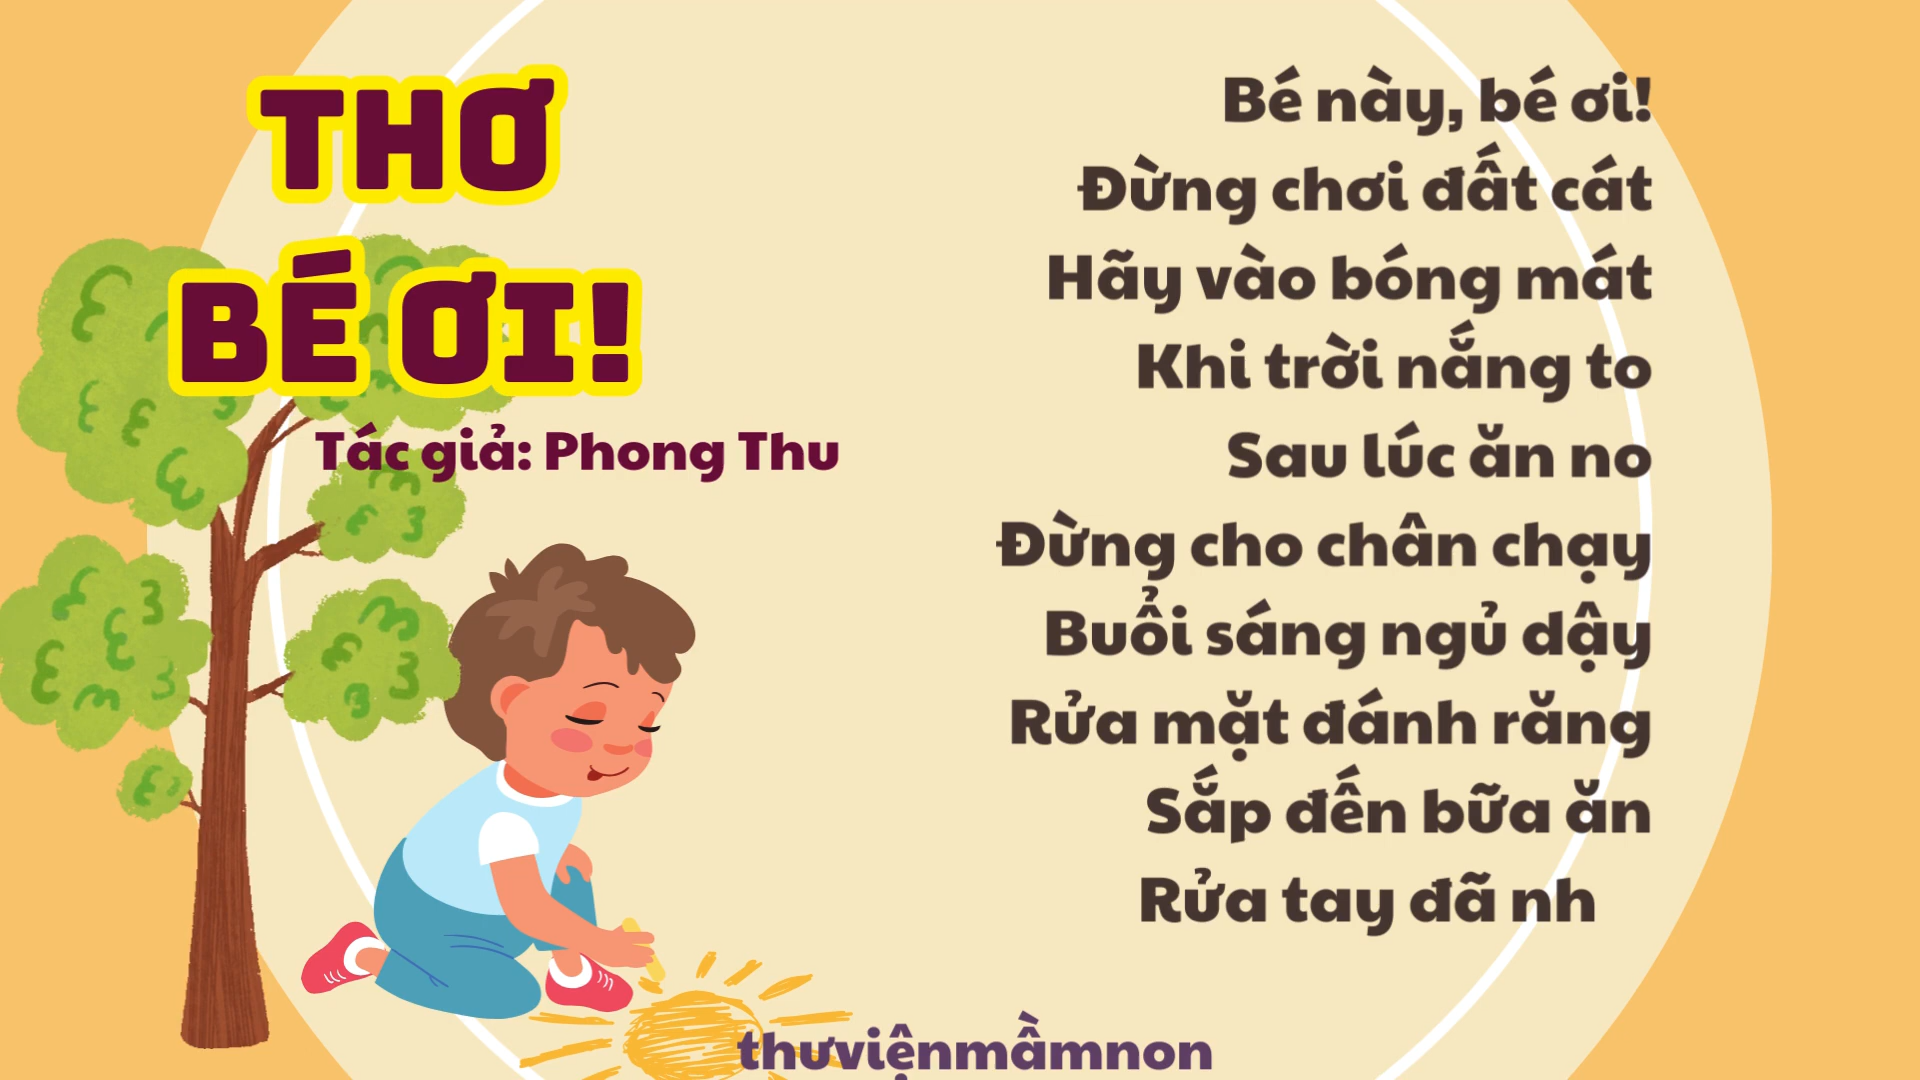 THƠ
BÉ ƠI!
Tác giả: Phong Thu
Bé này, bé ơi!
Đừng chơi đất cát
Hãy vào bóng mát
Khi trời nắng to
Sau lúc ăn no
Đừng cho chân chạy
Buổi sáng ngủ dậy
Rửa mặt đánh răng
Sắp đến bữa ăn
Rửa tay đã nh
thưviệnmầmnon